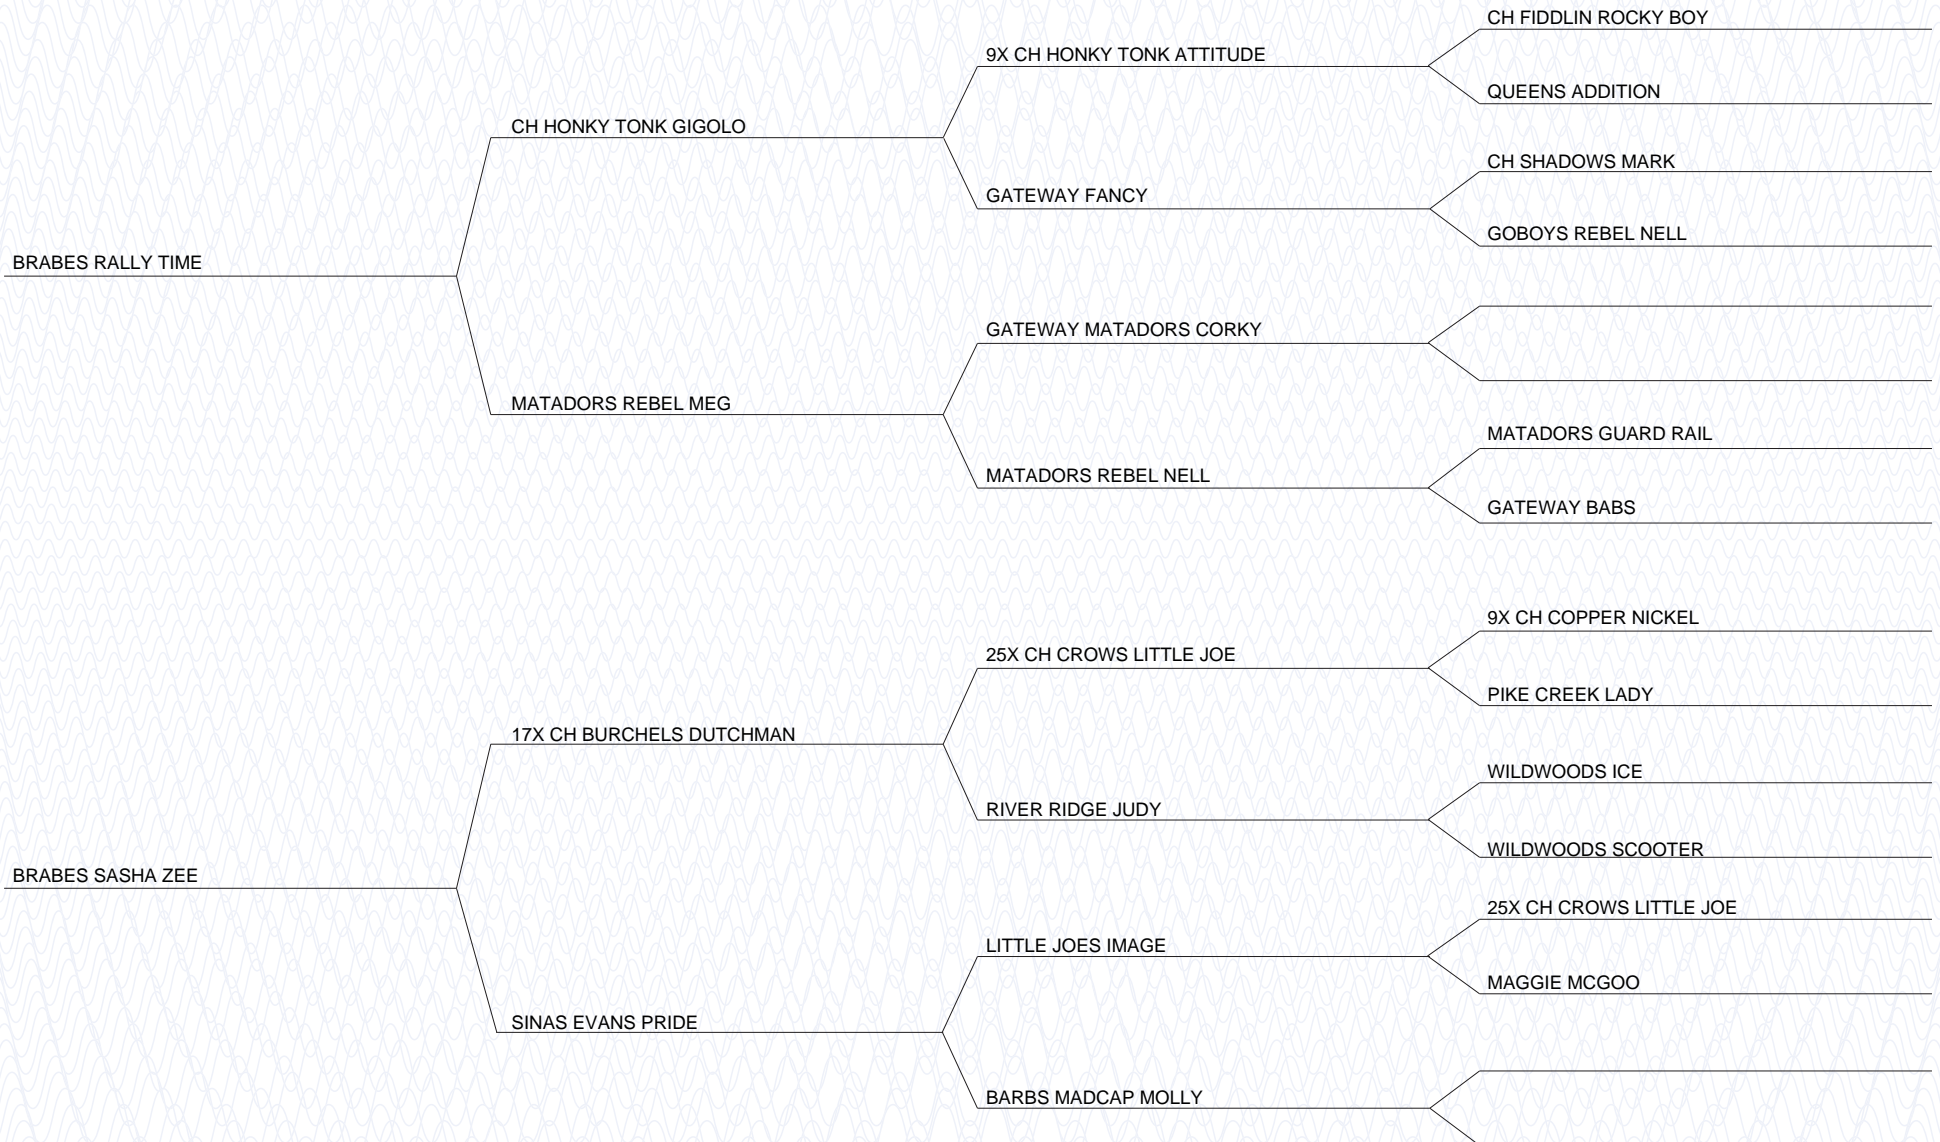 CH FIDDLIN ROCKY BOY
9X CH HONKY TONK ATTITUDE
QUEENS ADDITION
CH HONKY TONK GIGOLO
CH SHADOWS MARK
GATEWAY FANCY
GOBOYS REBEL NELL
BRABES RALLY TIME
GATEWAY MATADORS CORKY
MATADORS REBEL MEG
MATADORS GUARD RAIL
MATADORS REBEL NELL
GATEWAY BABS
9X CH COPPER NICKEL
25X CH CROWS LITTLE JOE
PIKE CREEK LADY
17X CH BURCHELS DUTCHMAN
WILDWOODS ICE
RIVER RIDGE JUDY
WILDWOODS SCOOTER
BRABES SASHA ZEE
25X CH CROWS LITTLE JOE
LITTLE JOES IMAGE
MAGGIE MCGOO
SINAS EVANS PRIDE
BARBS MADCAP MOLLY